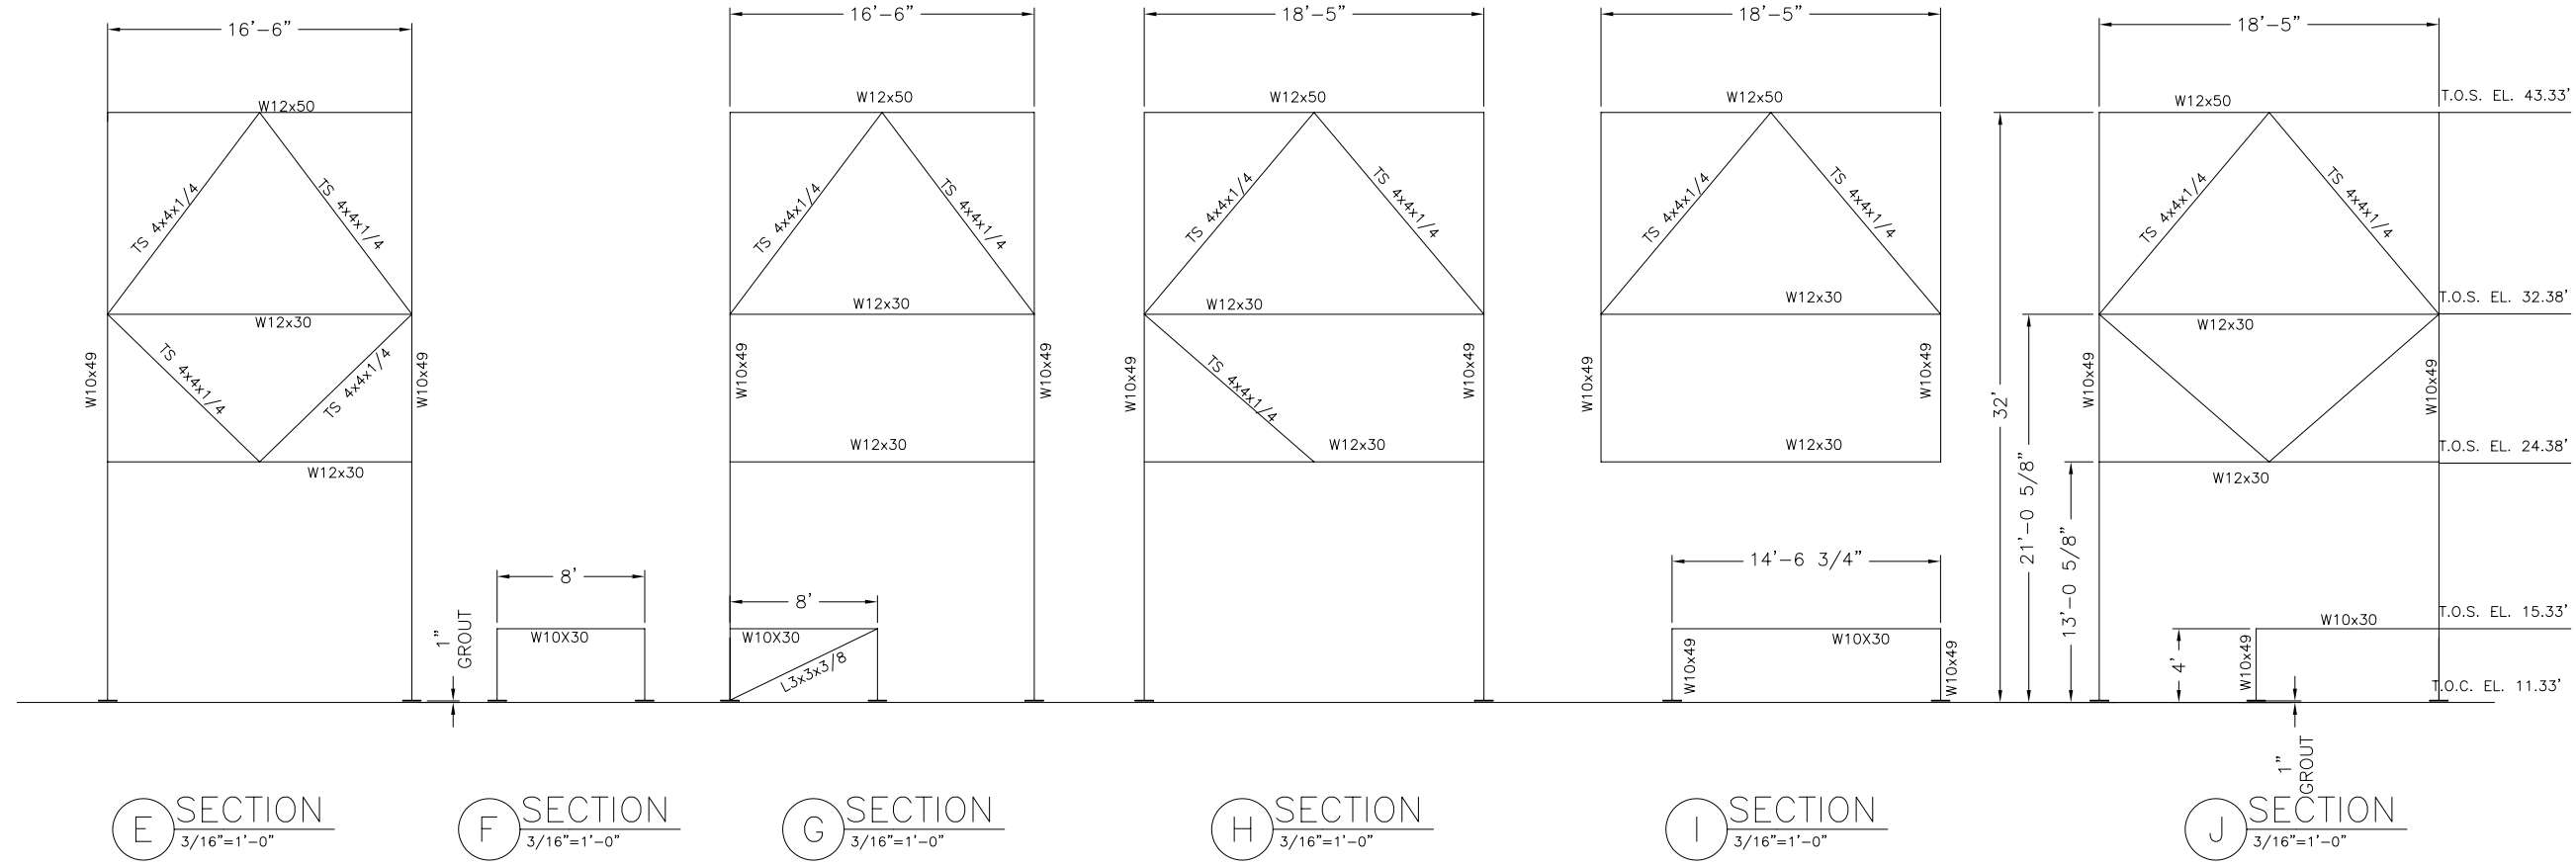 16'-6"
W12x50
TS 4x4x1/4
TS 4x4x1/4
W12x30
W10x49
TS 4x4x1/4
TS 4x4x1/4
W10x49
W12x30
1"
GROUT
E
SECTION
3/16"=1'-0"
8'
W10X30
F
SECTION
3/16"=1'-0"
16'-6"
W12x50
TS 4x4x1/4
TS 4x4x1/4
W12x30
W10x49
W10x49
W12x30
8'
W10X30
L3x3x3/8
G
SECTION
3/16"=1'-0"
18'-5"
W12x50
TS 4x4x1/4
TS 4x4x1/4
W12x30
W10x49
TS 4x4x1/4
W10x49
W12x30
H
SECTION
3/16"=1'-0"
18'-5"
W12x50
TS 4x4x1/4
TS 4x4x1/4
W12x30
W10x49
W10x49
W12x30
14'-6 3/4"
W10x49
W10X30
W10x49
I
SECTION
3/16"=1'-0"
18'-5"
W12x50
T.O.S. EL. 43.33'
TS 4x4x1/4
TS 4x4x1/4
T.O.S. EL. 32.38'
W12x30
W10x49
W10x49
32'
21'-0 5/8"
13'-0 5/8"
T.O.S. EL. 24.38'
W12x30
T.O.S. EL. 15.33'
W10x30
4'
W10x49
T.O.C. EL. 11.33'
1"
GROUT
J
SECTION
3/16"=1'-0"